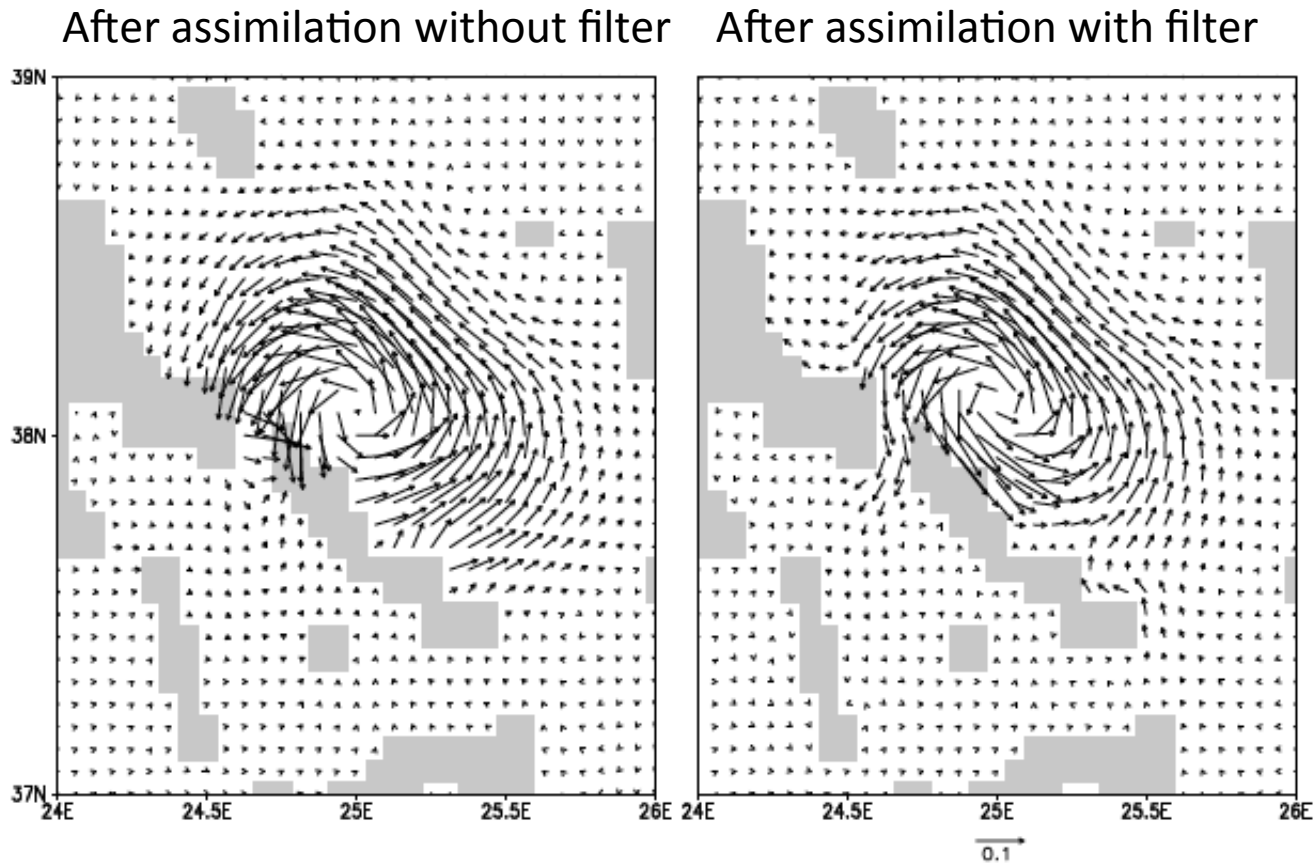 After assimilation without filter After assimilation with filter
39N
38N
37N
24E 24.5E 25E 25.5E 26E 24E 24.5E 25E 25.5E 26E
0.1